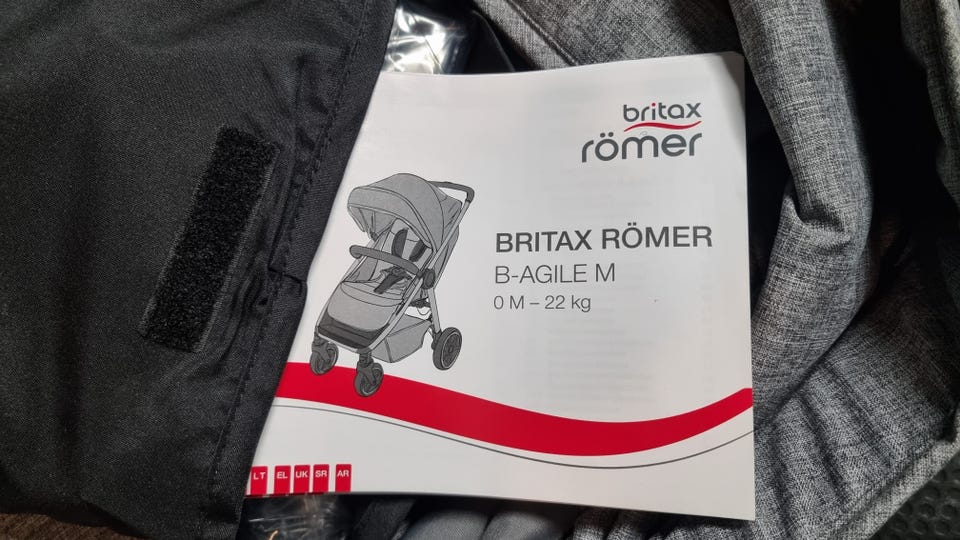 britax
römer
BRITAX RÖMER
B-AGILE M
0 M – 22 kg
LT EL UK SR AR